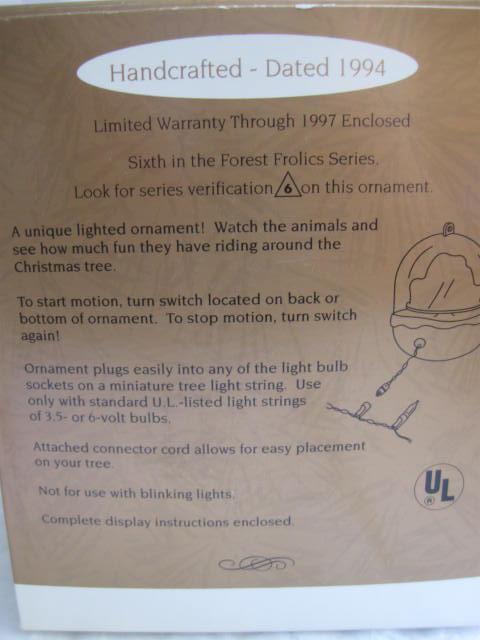 Handcrafted - Dated 1994
Limited Warranty Through 1997 Enclosed
Sixth in the Forest Frolics Series.
Look for series verification 6 on this ornament.
A unique lighted ornament! Watch the animals and
see how much fun they have riding around the
Christmas tree.
To start motion, turn switch located on back or
bottom of ornament. To stop motion, turn switch
again!
Ornament plugs easily into any of the light bulb
sockets on a miniature tree light string. Use
only with standard U.L.-listed light strings
of 3.5- or 6-volt bulbs.
Attached connector cord allows for easy placement
on your tree.
Not for use with blinking lights.
Complete display instructions enclosed.
UL
®